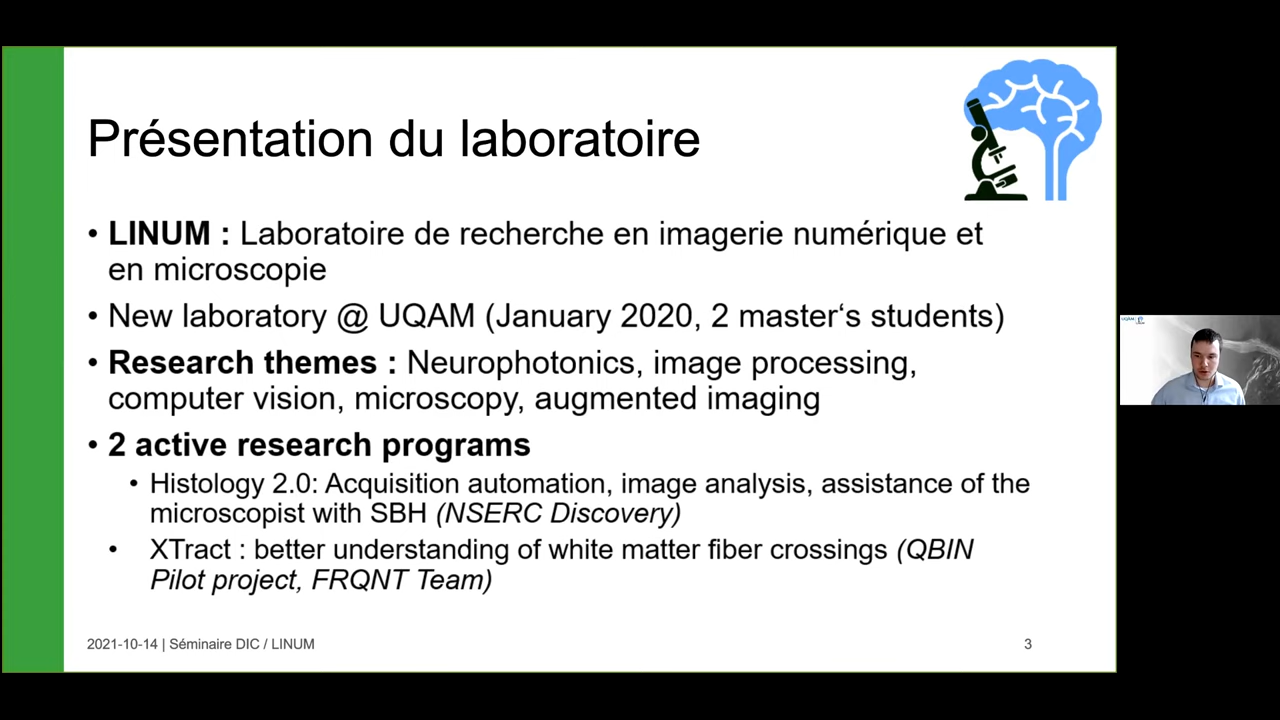 Présentation du laboratoire
• LINUM : Laboratoire de recherche en imagerie numérique et
en microscopie
• New laboratory @ UQAM (January 2020, 2 master‘s students)
• Research themes : Neurophotonics, image processing,
computer vision, microscopy, augmented imaging
• 2 active research programs
• Histology 2.0: Acquisition automation, image analysis, assistance of the
microscopist with SBH (NSERC Discovery)
• XTract : better understanding of white matter fiber crossings (QBIN
Pilot project, FRQNT Team)
2021-10-14 | Séminaire DIC / LINUM
3
UQAM